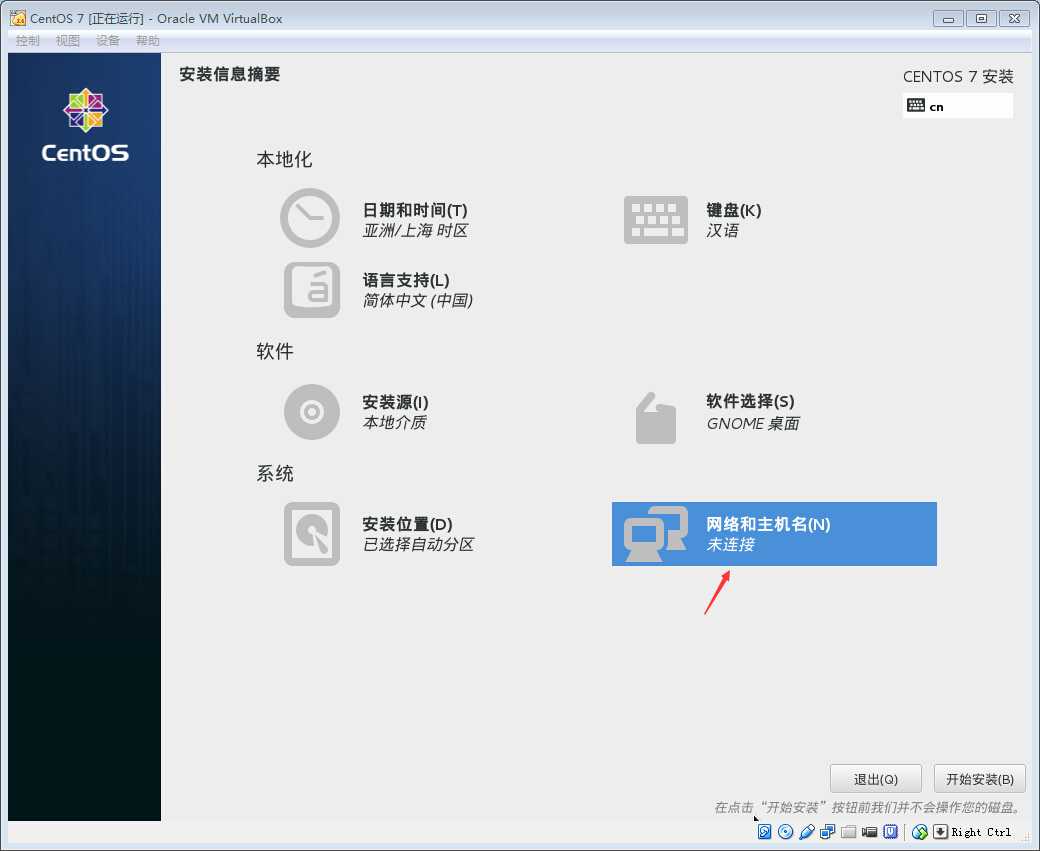 CentOS 7 [正在运行] - Oracle VM VirtualBox
控制 视图 设备 帮助
安装信息摘要
CENTOS 7 安装
cn
CentOS
本地化
日期和时间(T)
亚洲/上海 时区
键盘(K)
汉语
语言支持(L)
简体中文 (中国)
软件
安装源(I)
本地介质
软件选择(S)
GNOME 桌面
系统
安装位置(D)
已选择自动分区
网络和主机名(N)
未连接
退出(Q)
开始安装(B)
在点击“开始安装”按钮前我们并不会操作您的磁盘。
Right Ctrl